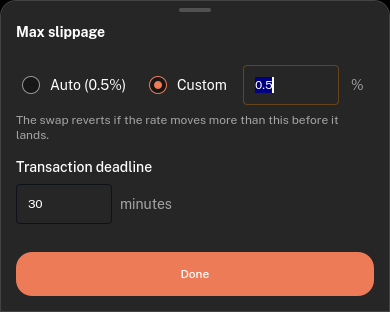 Max slippage
Auto (0.5%) Custom 0.5 %
The swap reverts if the rate moves more than this before it
lands.
Transaction deadline
30 minutes
Done